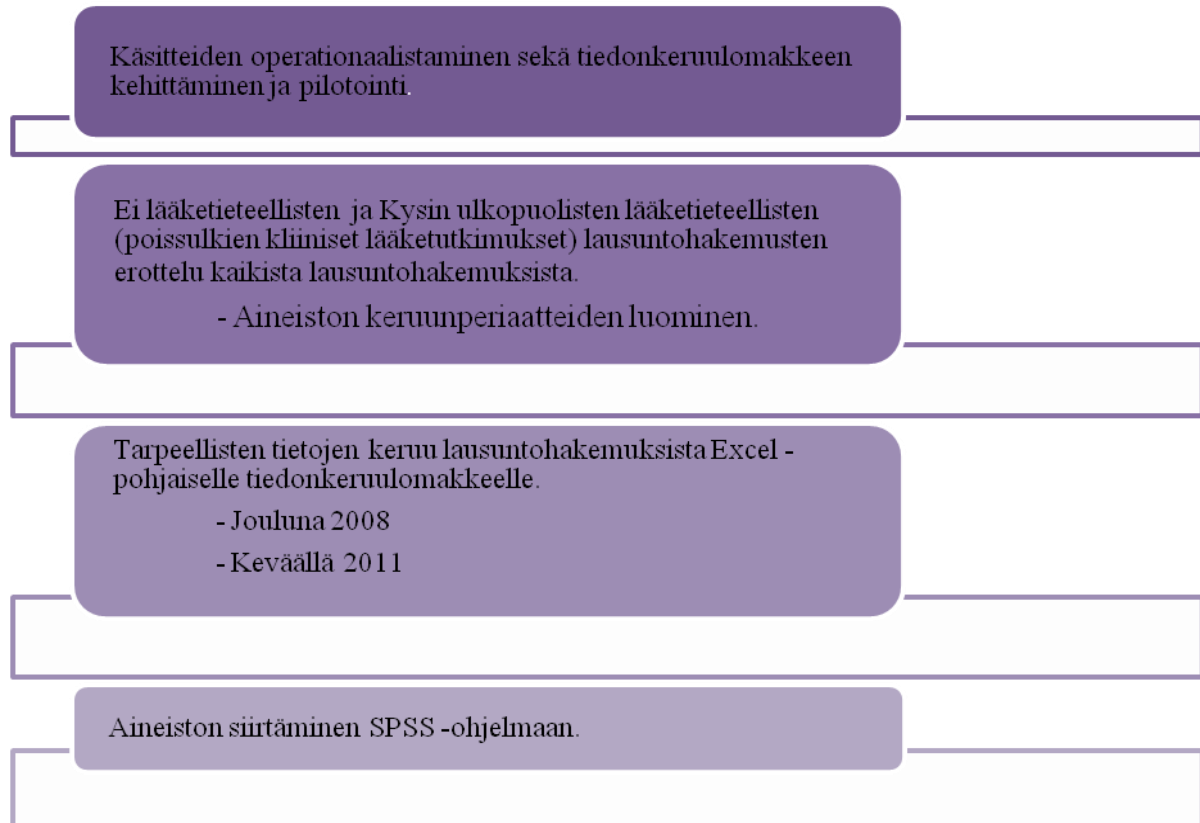 Käsitteiden operationaalistaminen sekä tiedonkeruulomakkeen
kehittäminen ja pilotointi.
Ei lääketieteellisten ja Kysin ulkopuolisten lääketieteellisten
(poissulkien kliiniset lääketutkimukset) lausuntohakemusten
erottelu kaikista lausuntohakemuksista.
- Aineiston keruunperiaatteiden luominen.
Tarpeellisten tietojen keruu lausuntohakemuksista Excel -
pohjaiselle tiedonkeruulomakkeelle.
- Jouluna 2008
- Keväällä 2011
Aineiston siirtäminen SPSS -ohjelmaan.